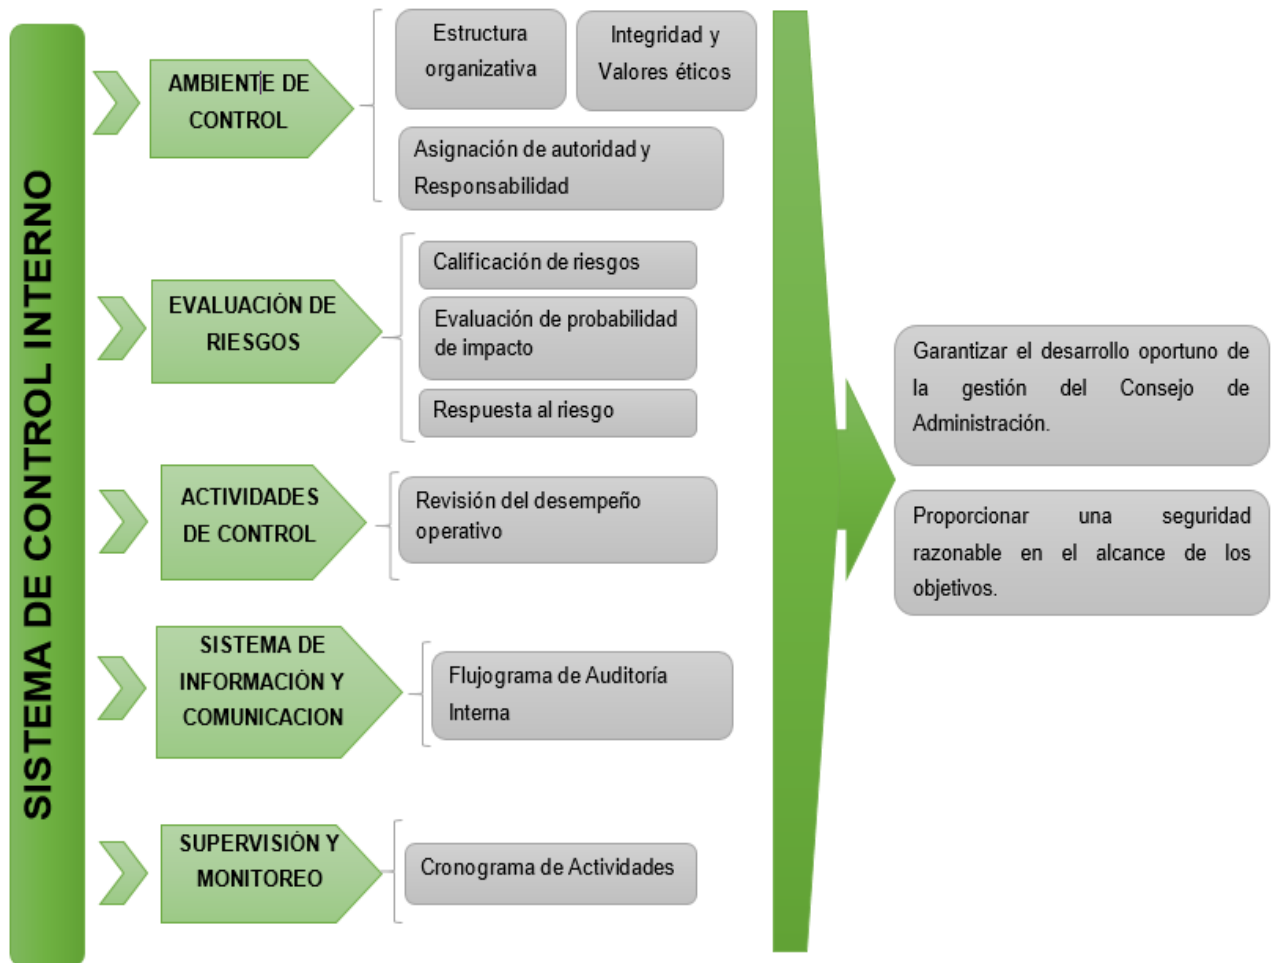 SISTEMA DE CONTROL INTERNO
AMBIENTE DE
CONTROL
Estructura
organizativa
Integridad y
Valores éticos
Asignación de autoridad y
Responsabilidad
EVALUACIÓN DE
RIESGOS
Calificación de riesgos
Evaluación de probabilidad
de impacto
Respuesta al riesgo
ACTIVIDADES
DE CONTROL
Revisión del desempeño
operativo
SISTEMA DE
INFORMACIÓN Y
COMUNICACION
Flujograma de Auditoría
Interna
SUPERVISIÓN Y
MONITOREO
Cronograma de Actividades
Garantizar el desarrollo oportuno de
la gestión del Consejo de
Administración.
Proporcionar una seguridad
razonable en el alcance de los
objetivos.